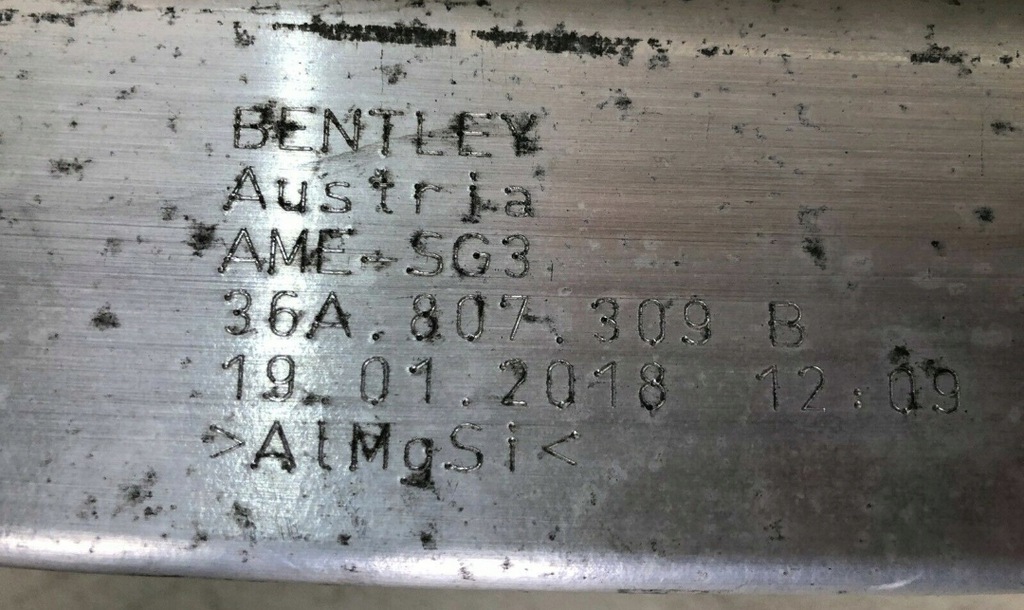 BENTLEY
Austria
AME-SG3
36A.807.309 B
19.01.2018 12:09
>AlMgSi<